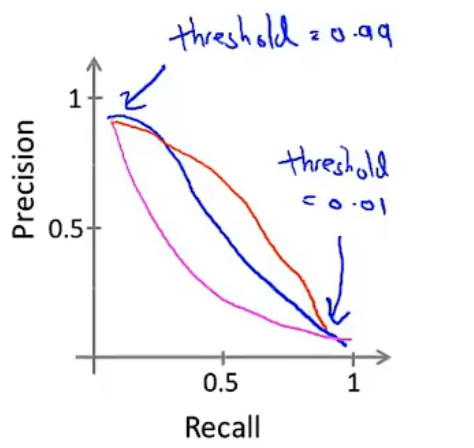 threshold = 0.99
1
threshold
= 0.01
Precision
0.5
0.5
1
Recall